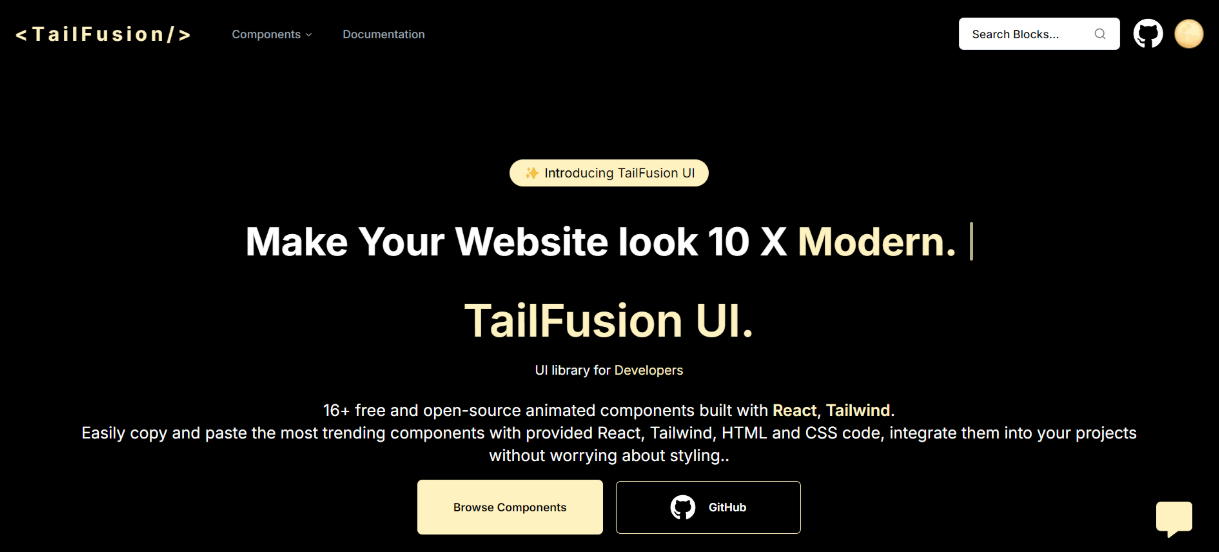 <TailFusion/>
Components
Documentation
Search Blocks...
✨ Introducing TailFusion UI
Make Your Website look 10 X Modern.
TailFusion UI.
UI library for Developers
16+ free and open-source animated components built with React, Tailwind.
Easily copy and paste the most trending components with provided React, Tailwind, HTML and CSS code, integrate them into your projects
without worrying about styling..
Browse Components
GitHub